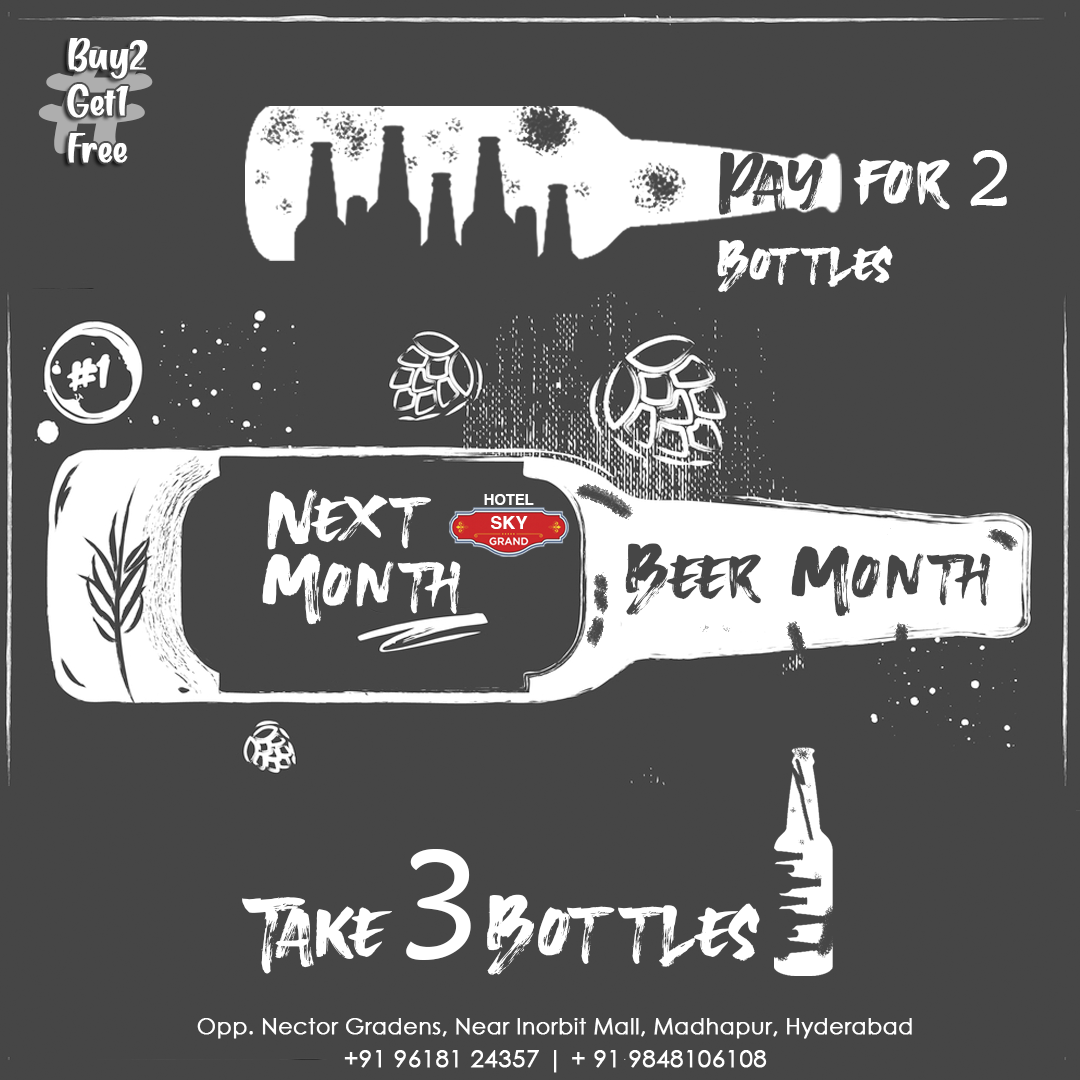 Buy2
Get1
Free
PAY FOR 2
BOTTLES
#1
NEXT
MONTH
HOTEL
SKY
GRAND
BEER MONTH
TAKE 3 BOTTLES
Opp. Nector Gradens, Near Inorbit Mall, Madhapur, Hyderabad
+91 96181 24357 | + 91 9848106108